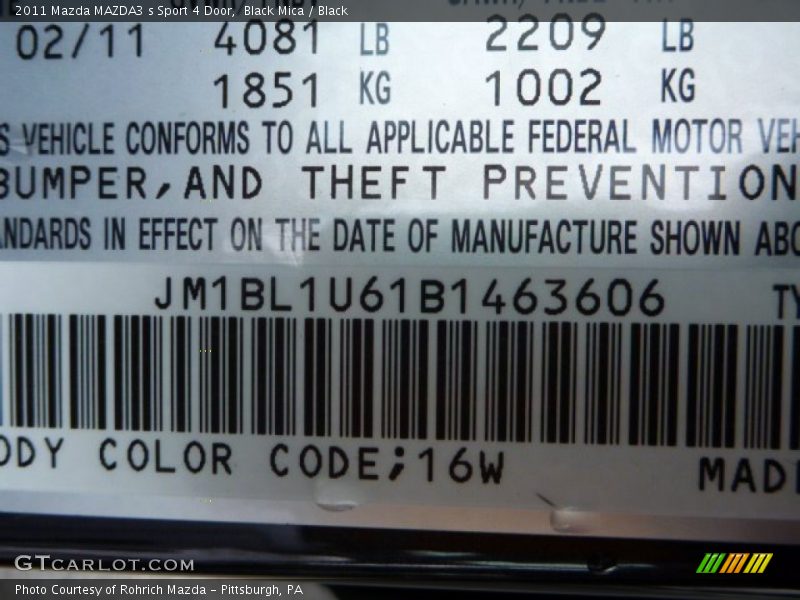 2011 Mazda MAZDA3 s Sport 4 Door, Black Mica / Black
02/11 4081 LB 2209 LB
1851 KG 1002 KG
S VEHICLE CONFORMS TO ALL APPLICABLE FEDERAL MOTOR VEH
BUMPER, AND THEFT PREVENTION
ANDARDS IN EFFECT ON THE DATE OF MANUFACTURE SHOWN ABO
JM1BL1U61B1463606 TY
ODY COLOR CODE;16W MADE
GTCARLOT.COM
Photo Courtesy of Rohrich Mazda - Pittsburgh, PA